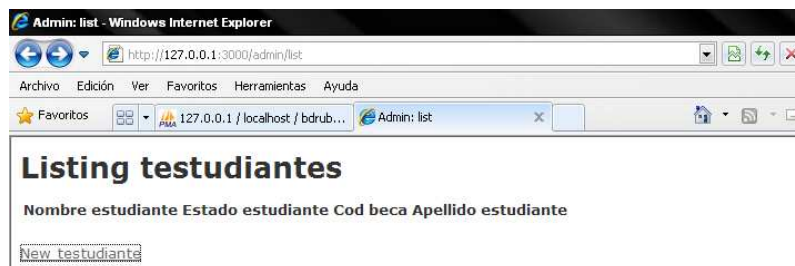 Admin: list - Windows Internet Explorer
http://127.0.0.1:3000/admin/list
Archivo Edición Ver Favoritos Herramientas Ayuda
Favoritos PMA 127.0.0.1 / localhost / bdrub... Admin: list
Listing testudiantes
Nombre estudiante Estado estudiante Cod beca Apellido estudiante
New testudiante